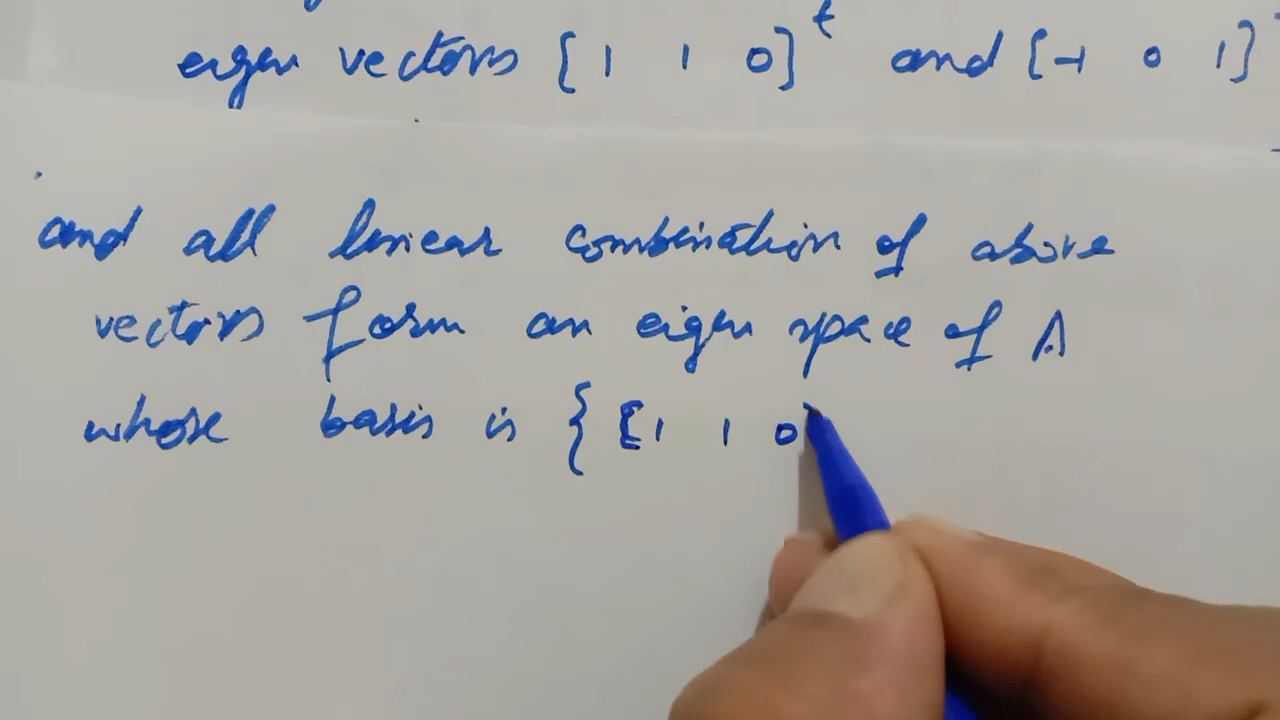 eigen vectors [ 1 1 0 ]ᵗ and [ -1 0 1 ]
and all linear combination of above
vectors form an eigen space of A
whose basis is { [ 1 1 0